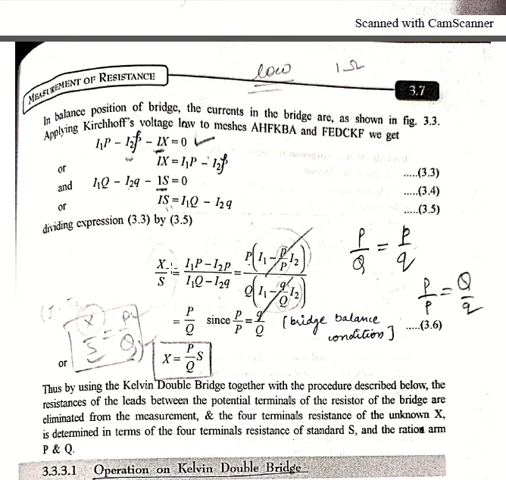 Scanned with CamScanner
low 1Ω
MEASUREMENT OF RESISTANCE
3.7
In balance position of bridge, the currents in the bridge are, as shown in fig. 3.3.
Applying Kirchhoff's voltage law to meshes AHFKBA and FEDCKF we get
I₁P − I₂p − IX = 0
or IX = I₁P − I₂p .....(3.3)
and I₁Q − I₂q − IS = 0 .....(3.4)
or IS = I₁Q − I₂q .....(3.5)
dividing expression (3.3) by (3.5)
X/S = (I₁P−I₂p)/(I₁Q−I₂q) = P(I₁−(p/P)I₂)/Q(I₁−(q/Q)I₂)
P/Q = p/q
p/P = Q/q
= P/Q since p/P = q/Q [bridge balance condition] .....(3.6)
X/S = P/Q
or X = (P/Q)S
Thus by using the Kelvin Double Bridge together with the procedure described below, the
resistances of the leads between the potential terminals of the resistor of the bridge are
eliminated from the measurement, & the four terminals resistance of the unknown X,
is determined in terms of the four terminals resistance of standard S, and the ration arm
P & Q.
3.3.3.1 Operation on Kelvin Double Bridge